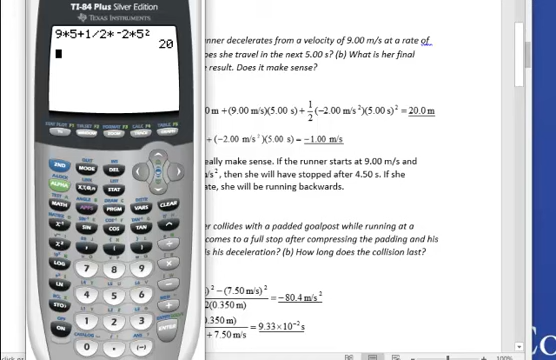 TI-84 Plus Silver Edition
TEXAS INSTRUMENTS
9*5+1/2*-2*5²
20
nner decelerates from a velocity of 9.00 m/s at a rate of
oes she travel in the next 5.00 s? (b) What is her final
result. Does it make sense?
0 m + (9.00 m/s)(5.00 s) + 1/2 (−2.00 m/s²)(5.00 s)² = 20.0 m
+ (−2.00 m/s²)(5.00 s) = −1.00 m/s
eally make sense. If the runner starts at 9.00 m/s and
/s², then she will have stopped after 4.50 s. If she
ate, she will be running backwards.
er collides with a padded goalpost while running at a
comes to a full stop after compressing the padding and his
is his deceleration? (b) How long does the collision last?
)² − (7.50 m/s)²
2(0.350 m)
= −80.4 m/s²
.350 m)
+ 7.50 m/s
= 9.33×10⁻² s
2ND
MODE
DEL
ALPHA
X,T,θ,n
STAT
MATH
APPS
PRGM
VARS
CLEAR
SIN
COS
TAN
^
x²
,
(
)
÷
LOG
7
8
9
×
LN
4
5
6
−
STO
1
2
3
+
ON
0
.
(−)
ENTER
100%